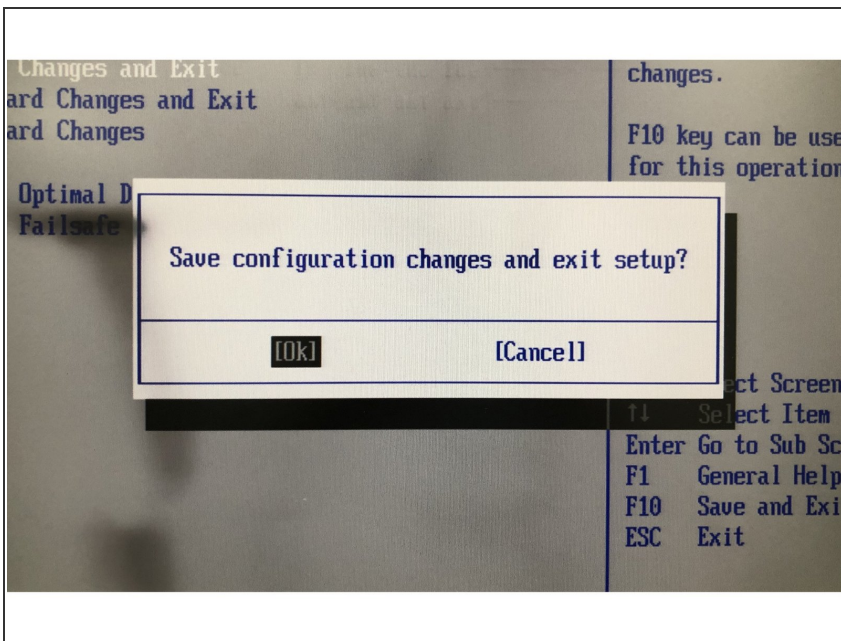 Changes and Exit
ard Changes and Exit
ard Changes
Optimal D
Failsafe
changes.
F10 key can be use
for this operation
Save configuration changes and exit setup?
[Ok] [Cancel]
ect Screen
↑↓ Select Item
Enter Go to Sub Sc
F1 General Help
F10 Save and Exi
ESC Exit